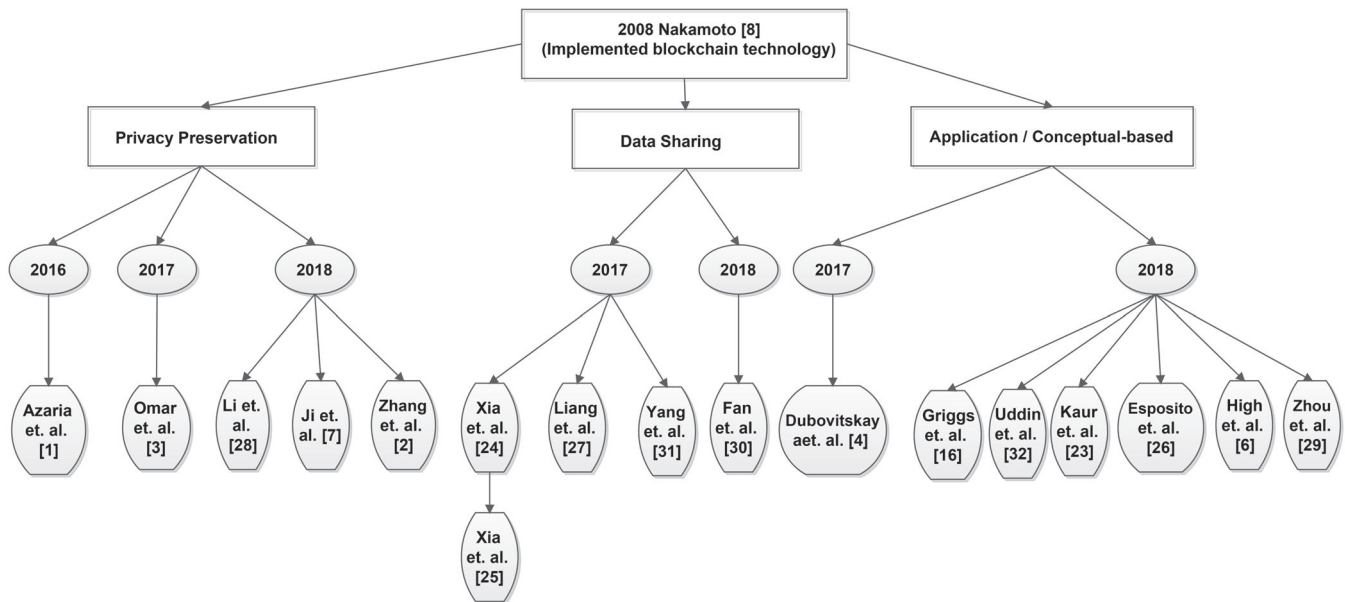 2008 Nakamoto [8]
(Implemented blockchain technology)
Privacy Preservation
Data Sharing
Application / Conceptual-based
2016
2017
2018
2017
2018
2017
2018
Azaria
et. al.
[1]
Omar
et. al.
[3]
Li et.
al.
[28]
Ji et.
al. [7]
Zhang
et. al.
[2]
Xia
et. al.
[24]
Liang
et. al.
[27]
Yang
et. al.
[31]
Fan
et. al.
[30]
Dubovitskay
aet. al. [4]
Griggs
et. al.
[16]
Uddin
et. al.
[32]
Kaur
et. al.
[23]
Esposito
et. al.
[26]
High
et. al.
[6]
Zhou
et. al.
[29]
Xia
et. al.
[25]